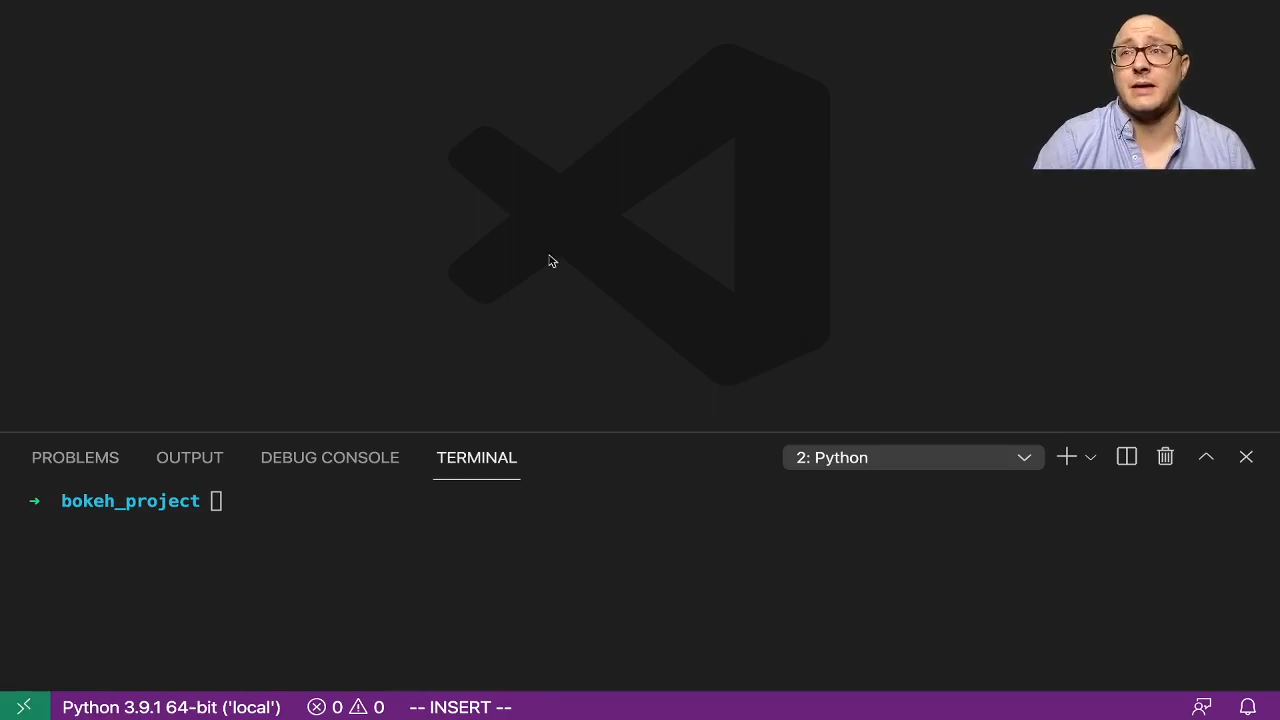 PROBLEMS OUTPUT DEBUG CONSOLE TERMINAL 2: Python
➜ bokeh_project
Python 3.9.1 64-bit ('local') 0 0 -- INSERT --